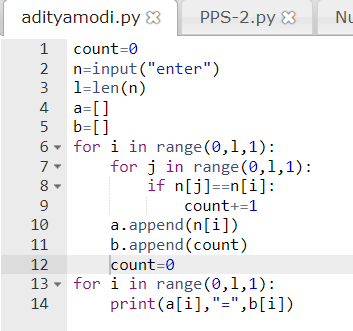 adityamodi.py PPS-2.py Nu
1 count=0
2 n=input("enter")
3 l=len(n)
4 a=[]
5 b=[]
6 for i in range(0,l,1):
7     for j in range(0,l,1):
8         if n[j]==n[i]:
9             count+=1
10     a.append(n[i])
11     b.append(count)
12     count=0
13 for i in range(0,l,1):
14     print(a[i],"=",b[i])